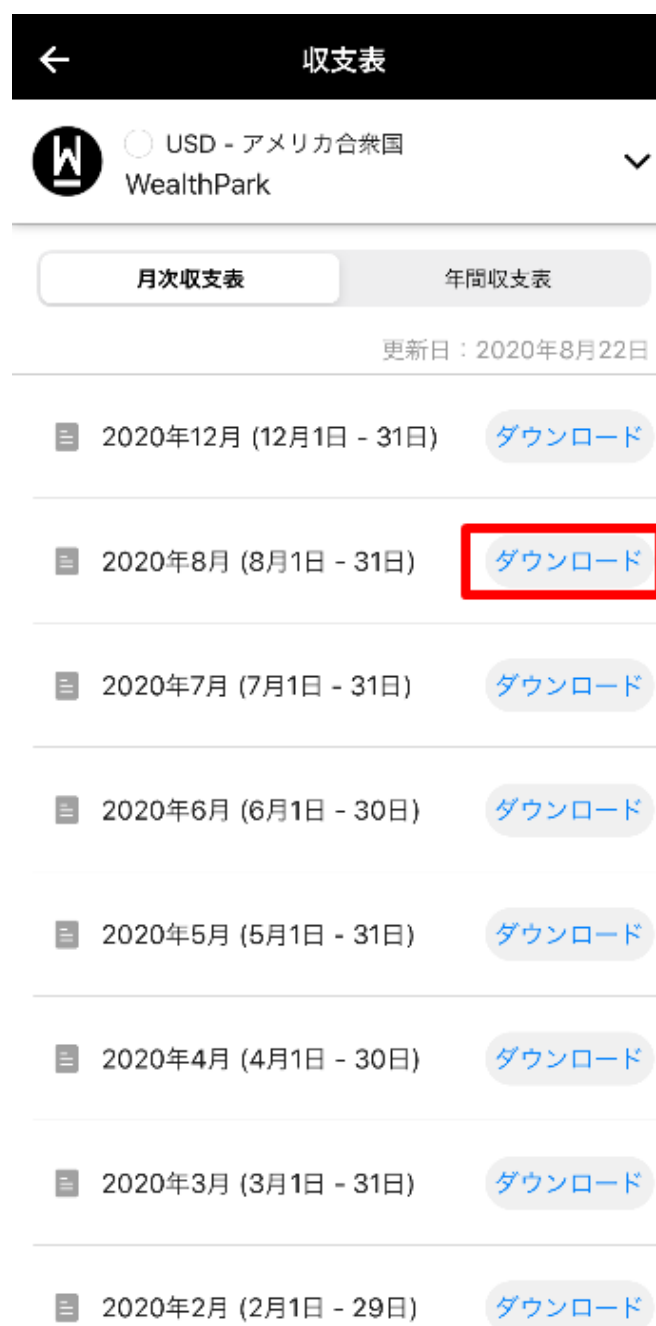 収支表
USD - アメリカ合衆国
WealthPark
月次収支表 年間収支表
更新日：2020年8月22日
2020年12月 (12月1日 - 31日) ダウンロード
2020年8月 (8月1日 - 31日) ダウンロード
2020年7月 (7月1日 - 31日) ダウンロード
2020年6月 (6月1日 - 30日) ダウンロード
2020年5月 (5月1日 - 31日) ダウンロード
2020年4月 (4月1日 - 30日) ダウンロード
2020年3月 (3月1日 - 31日) ダウンロード
2020年2月 (2月1日 - 29日) ダウンロード